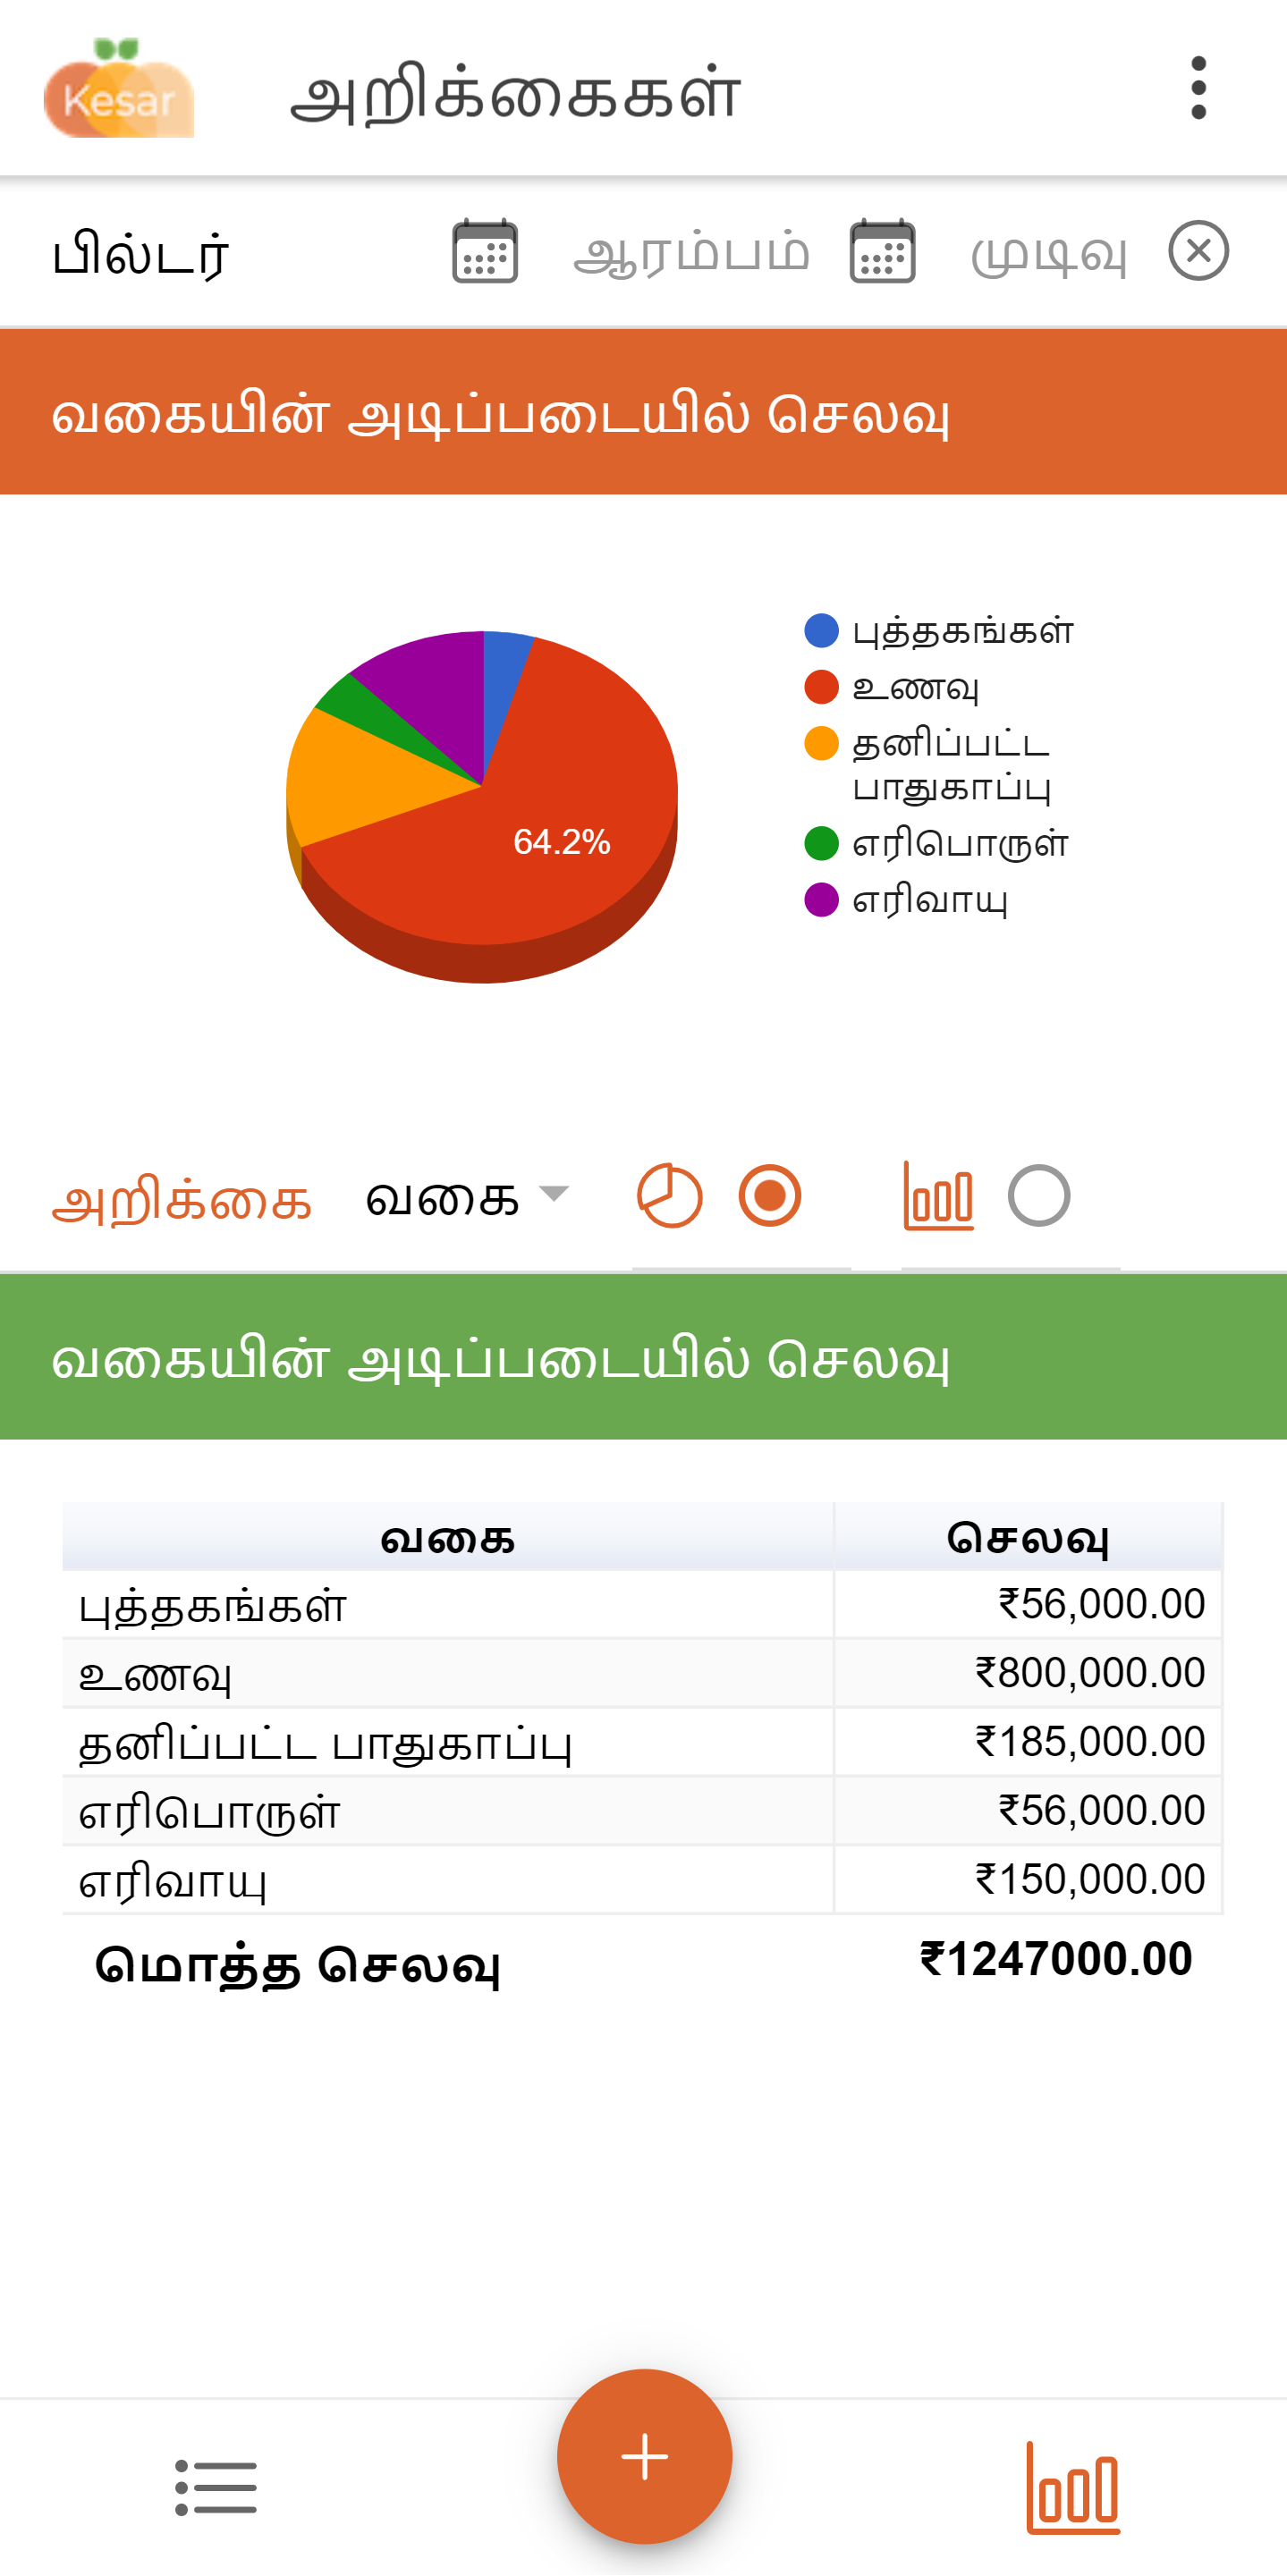 Kesar அறிக்கைகள்
பில்டர் ஆரம்பம் முடிவு
வகையின் அடிப்படையில் செலவு
64.2%
புத்தகங்கள்
உணவு
தனிப்பட்ட
பாதுகாப்பு
எரிபொருள்
எரிவாயு
அறிக்கை வகை
வகையின் அடிப்படையில் செலவு
வகை செலவு
புத்தகங்கள் ₹56,000.00
உணவு ₹800,000.00
தனிப்பட்ட பாதுகாப்பு ₹185,000.00
எரிபொருள் ₹56,000.00
எரிவாயு ₹150,000.00
மொத்த செலவு ₹1247000.00